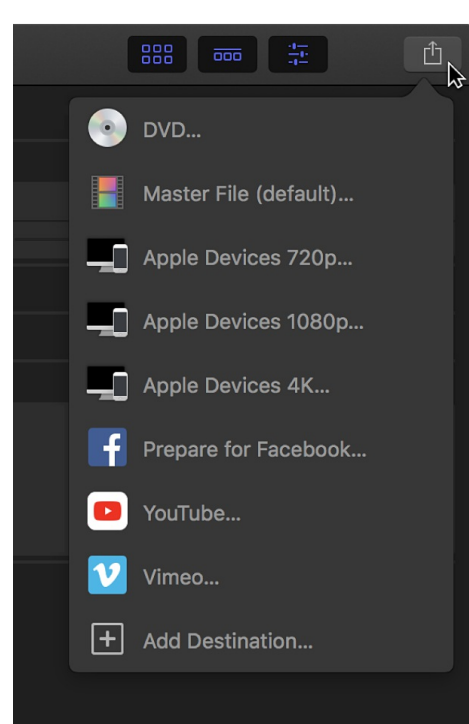 DVD...
Master File (default)...
Apple Devices 720p...
Apple Devices 1080p...
Apple Devices 4K...
Prepare for Facebook...
YouTube...
Vimeo...
Add Destination...